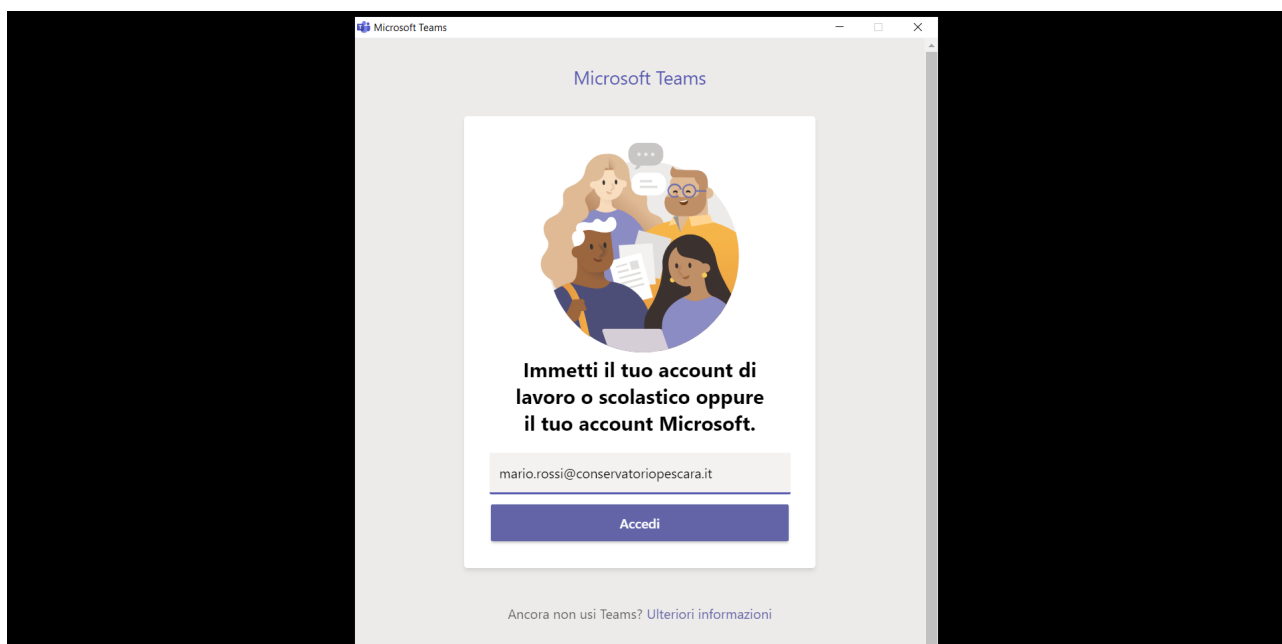 Microsoft Teams
Microsoft Teams
Immetti il tuo account di
lavoro o scolastico oppure
il tuo account Microsoft.
mario.rossi@conservatoriopescara.it
Accedi
Ancora non usi Teams? Ulteriori informazioni